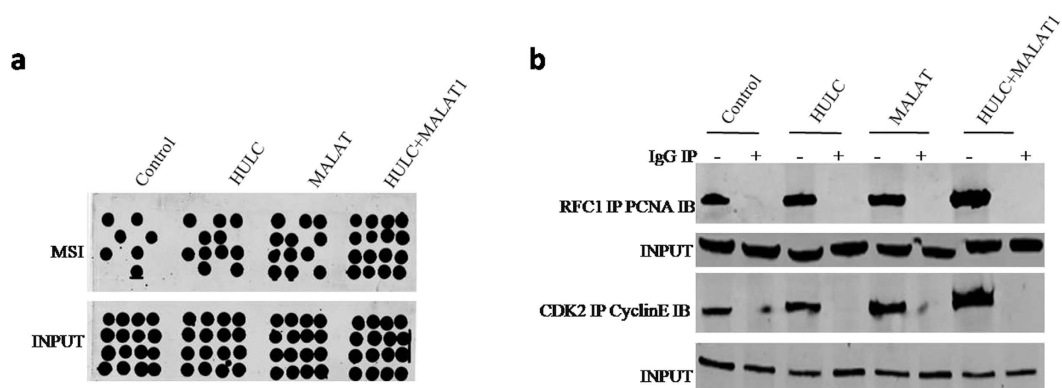 a
Control
HULC
MALAT
HULC+MALAT1
MSI
INPUT
b
Control
HULC
MALAT
HULC+MALAT1
IgG IP - + - + - + - +
RFC1 IP PCNA IB
INPUT
CDK2 IP CyclinE IB
INPUT